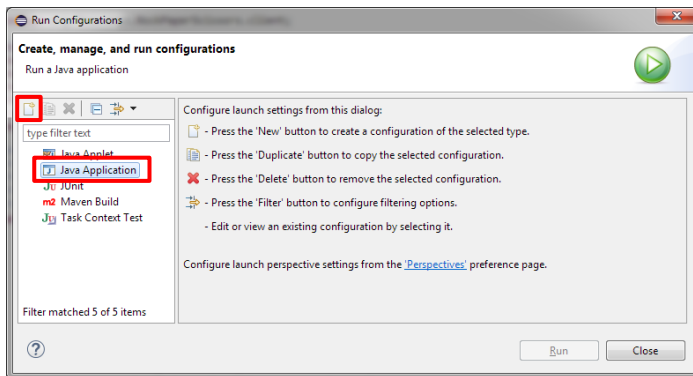 Run Configurations
Create, manage, and run configurations
Run a Java application
type filter text
Java Applet
Java Application
Ju JUnit
m2 Maven Build
Ju Task Context Test
Filter matched 5 of 5 items
Configure launch settings from this dialog:
- Press the 'New' button to create a configuration of the selected type.
- Press the 'Duplicate' button to copy the selected configuration.
- Press the 'Delete' button to remove the selected configuration.
- Press the 'Filter' button to configure filtering options.
- Edit or view an existing configuration by selecting it.
Configure launch perspective settings from the 'Perspectives' preference page.
?
Run
Close